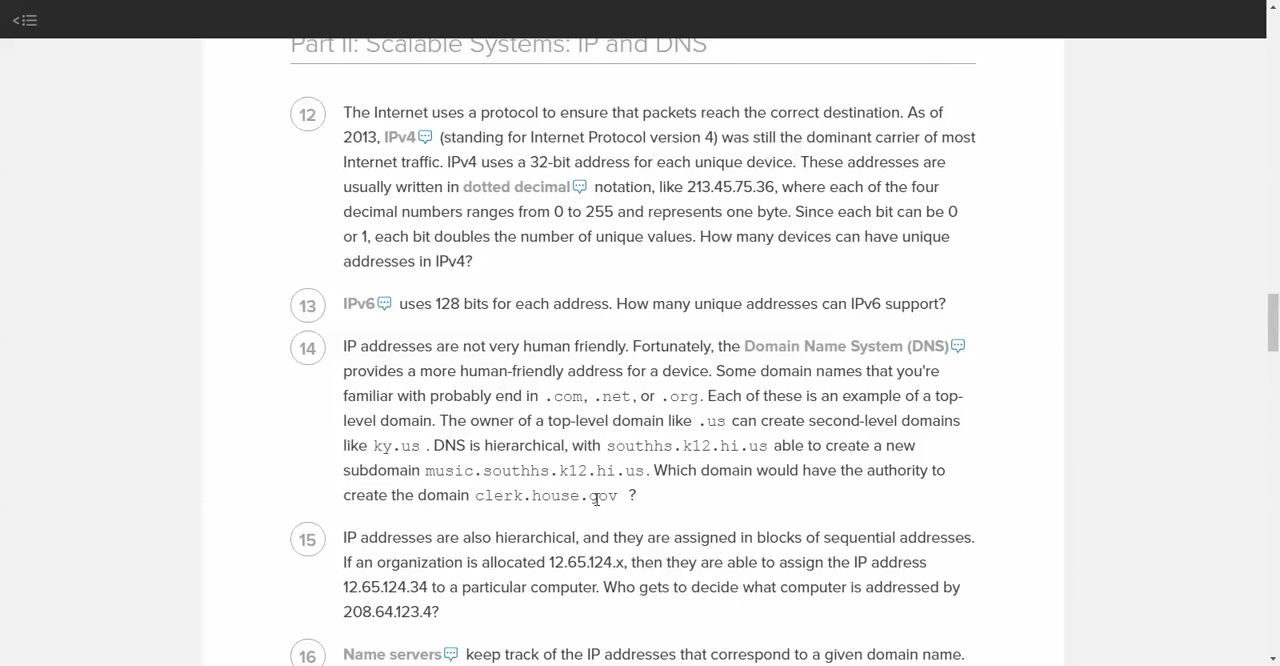 Part II: Scalable Systems: IP and DNS
12
The Internet uses a protocol to ensure that packets reach the correct destination. As of
2013, IPv4 (standing for Internet Protocol version 4) was still the dominant carrier of most
Internet traffic. IPv4 uses a 32-bit address for each unique device. These addresses are
usually written in dotted decimal notation, like 213.45.75.36, where each of the four
decimal numbers ranges from 0 to 255 and represents one byte. Since each bit can be 0
or 1, each bit doubles the number of unique values. How many devices can have unique
addresses in IPv4?
13
IPv6 uses 128 bits for each address. How many unique addresses can IPv6 support?
14
IP addresses are not very human friendly. Fortunately, the Domain Name System (DNS)
provides a more human-friendly address for a device. Some domain names that you're
familiar with probably end in .com, .net, or .org. Each of these is an example of a top-
level domain. The owner of a top-level domain like .us can create second-level domains
like ky.us . DNS is hierarchical, with southhs.k12.hi.us able to create a new
subdomain music.southhs.k12.hi.us. Which domain would have the authority to
create the domain clerk.house.gov ?
15
IP addresses are also hierarchical, and they are assigned in blocks of sequential addresses.
If an organization is allocated 12.65.124.x, then they are able to assign the IP address
12.65.124.34 to a particular computer. Who gets to decide what computer is addressed by
208.64.123.4?
16
Name servers keep track of the IP addresses that correspond to a given domain name.